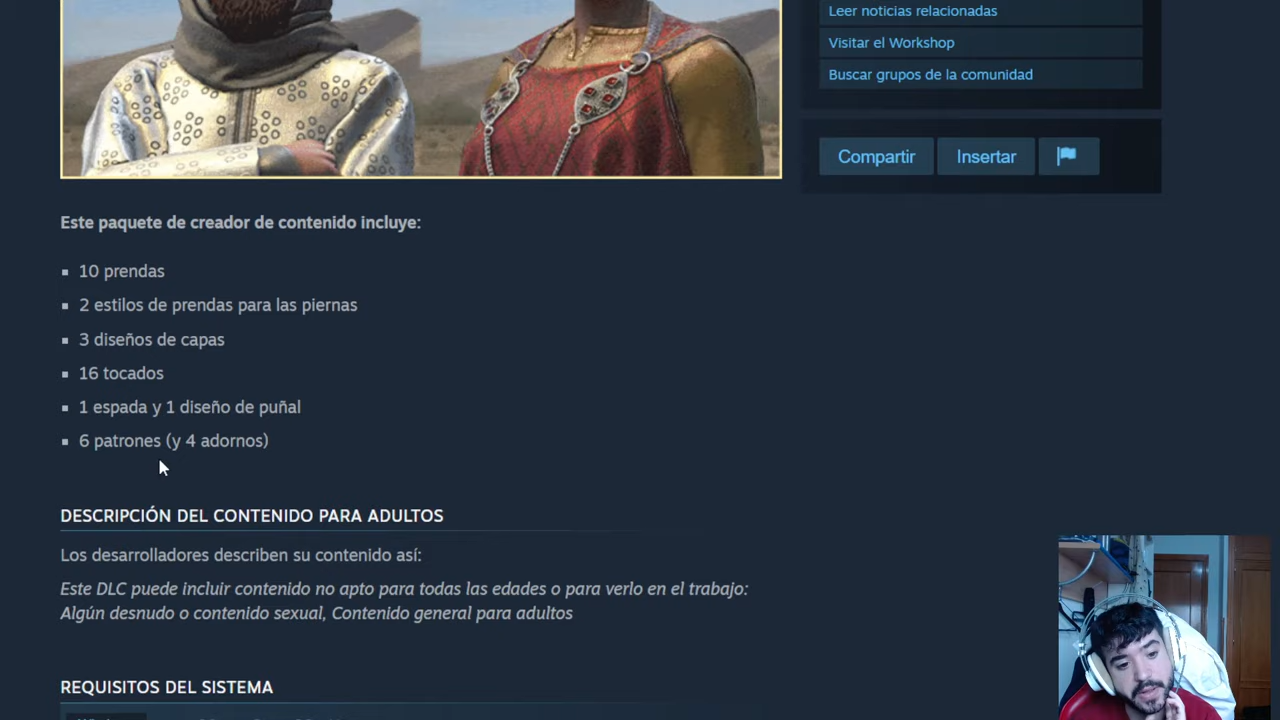 Leer noticias relacionadas
Visitar el Workshop
Buscar grupos de la comunidad
Compartir
Insertar
Este paquete de creador de contenido incluye:
10 prendas
2 estilos de prendas para las piernas
3 diseños de capas
16 tocados
1 espada y 1 diseño de puñal
6 patrones (y 4 adornos)
DESCRIPCIÓN DEL CONTENIDO PARA ADULTOS
Los desarrolladores describen su contenido así:
Este DLC puede incluir contenido no apto para todas las edades o para verlo en el trabajo:
Algún desnudo o contenido sexual, Contenido general para adultos
REQUISITOS DEL SISTEMA